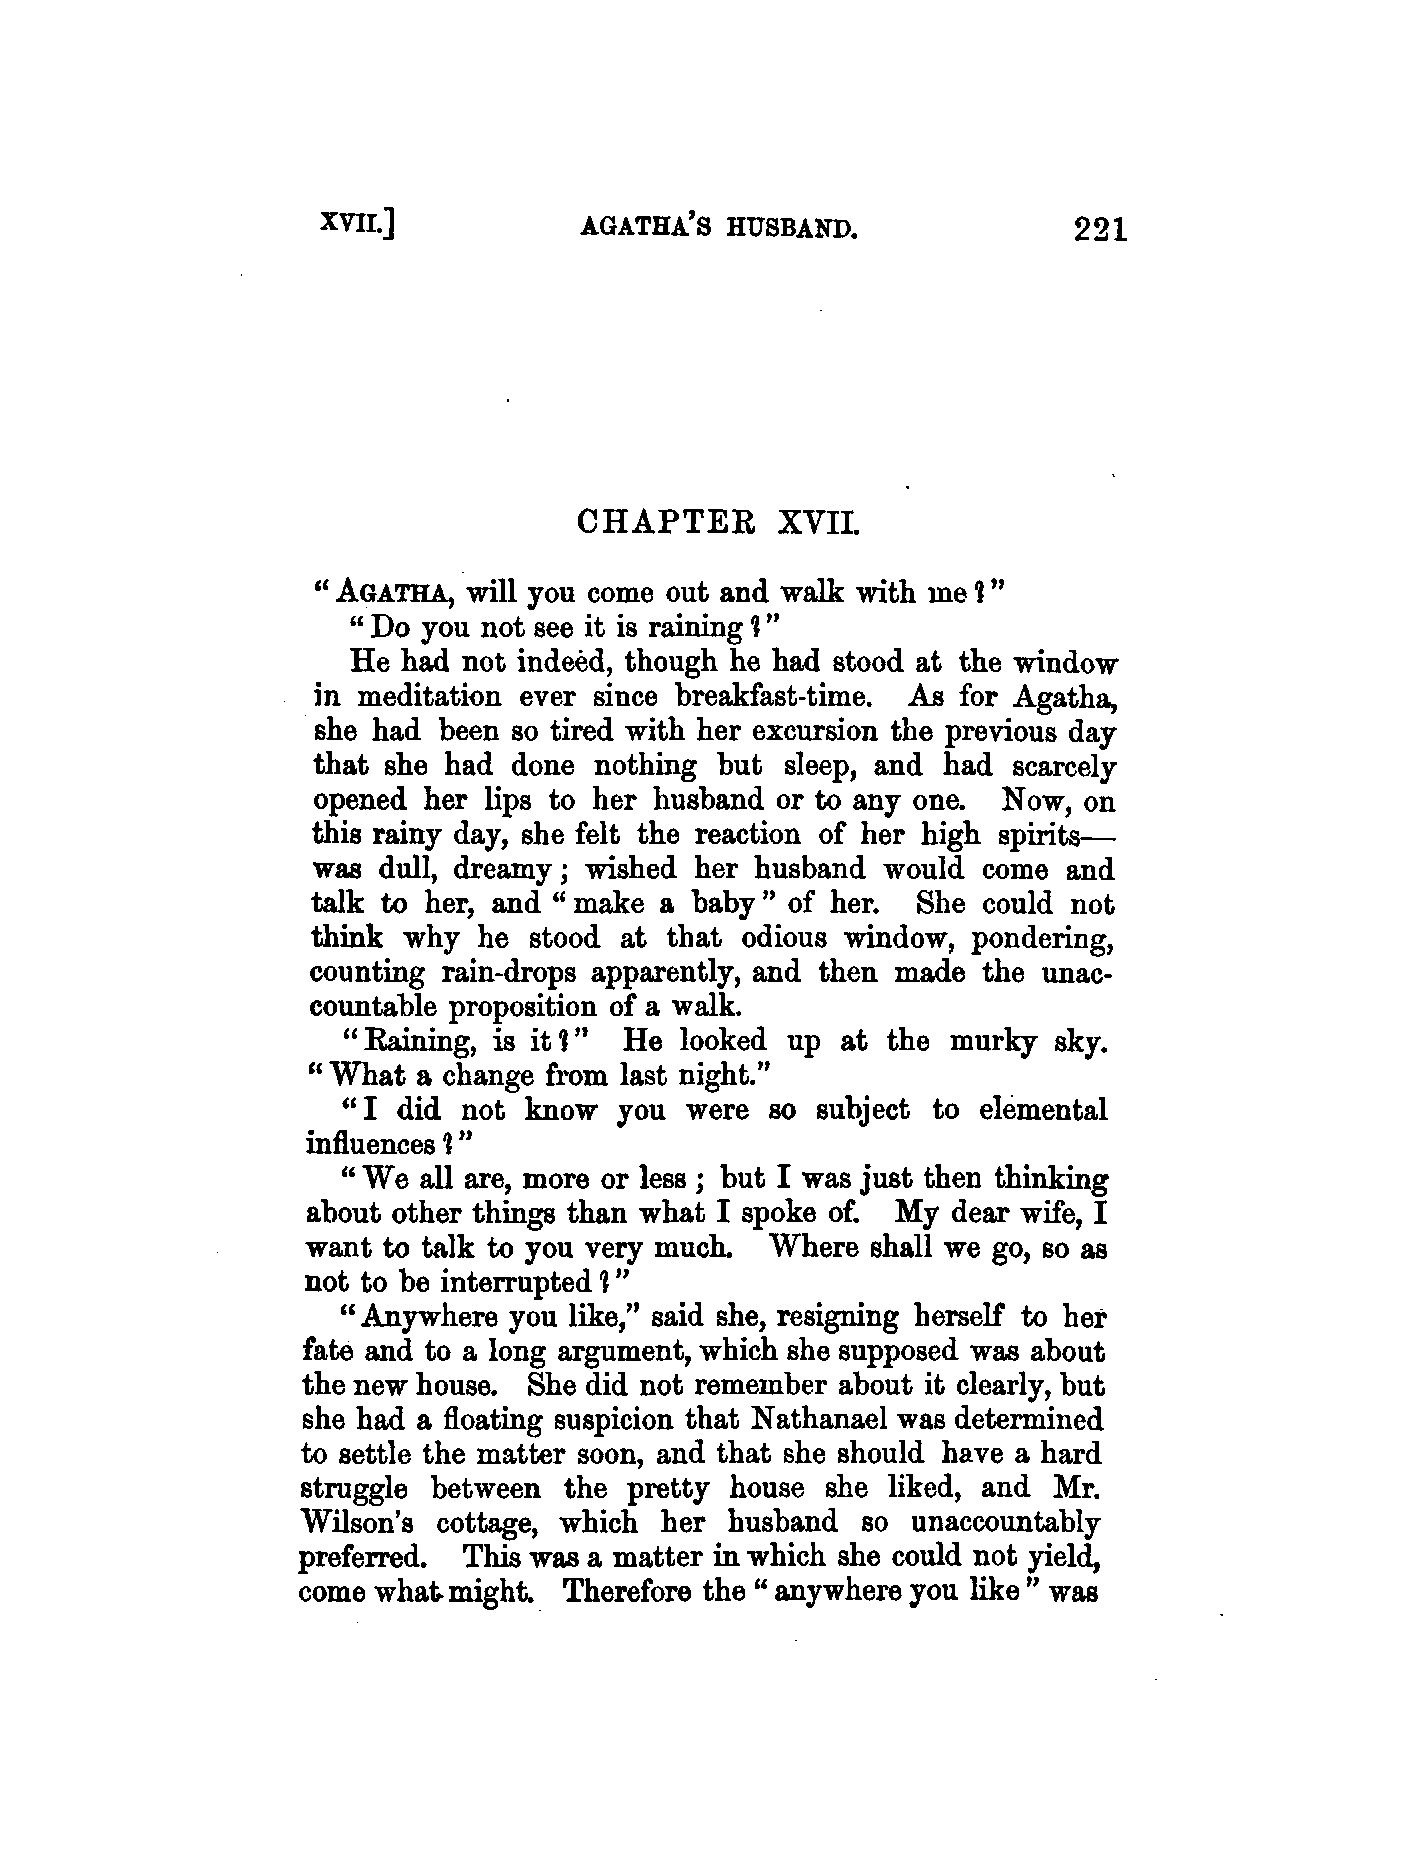 XVII.] AGATHA'S HUSBAND. 221
CHAPTER XVII.
"AGATHA, will you come out and walk with me?"
"Do you not see it is raining?"
He had not indeed, though he had stood at the window
in meditation ever since breakfast-time. As for Agatha,
she had been so tired with her excursion the previous day
that she had done nothing but sleep, and had scarcely
opened her lips to her husband or to any one. Now, on
this rainy day, she felt the reaction of her high spirits—
was dull, dreamy; wished her husband would come and
talk to her, and "make a baby" of her. She could not
think why he stood at that odious window, pondering,
counting rain-drops apparently, and then made the unac-
countable proposition of a walk.
"Raining, is it?" He looked up at the murky sky.
"What a change from last night."
"I did not know you were so subject to elemental
influences?"
"We all are, more or less; but I was just then thinking
about other things than what I spoke of. My dear wife, I
want to talk to you very much. Where shall we go, so as
not to be interrupted?"
"Anywhere you like," said she, resigning herself to her
fate and to a long argument, which she supposed was about
the new house. She did not remember about it clearly, but
she had a floating suspicion that Nathanael was determined
to settle the matter soon, and that she should have a hard
struggle between the pretty house she liked, and Mr.
Wilson's cottage, which her husband so unaccountably
preferred. This was a matter in which she could not yield,
come what might. Therefore the "anywhere you like" was